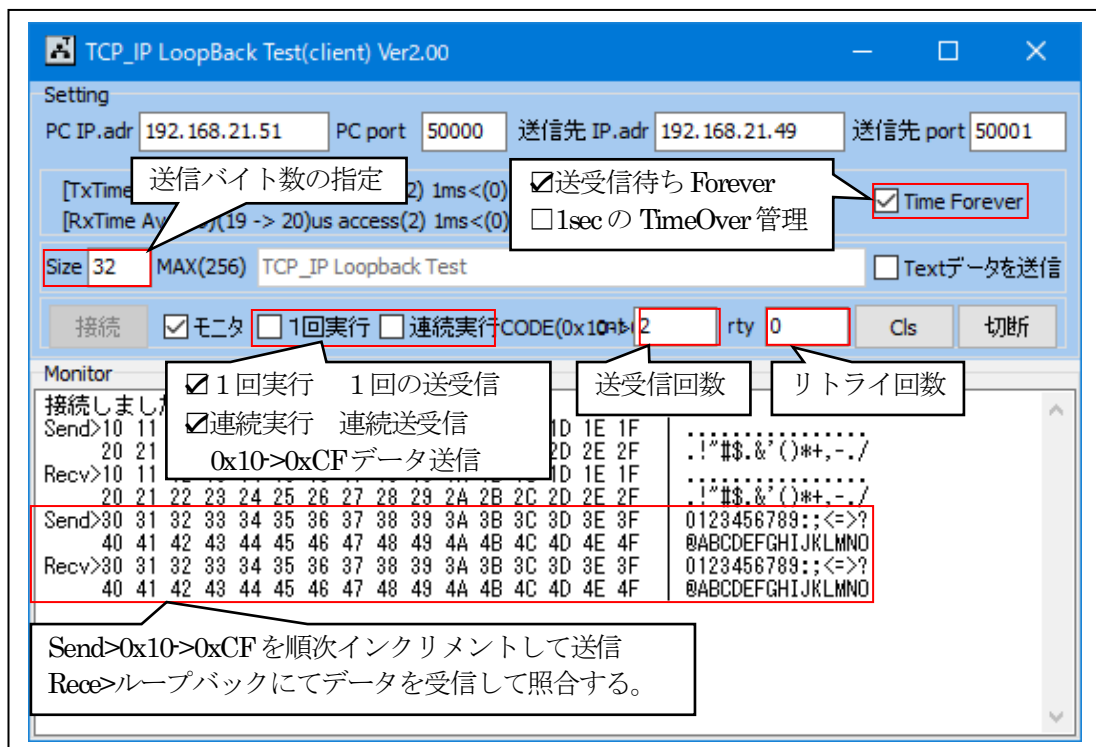 TCP_IP LoopBack Test(client) Ver2.00
Setting
PC IP.adr 192.168.21.51 PC port 50000 送信先 IP.adr 192.168.21.49 送信先 port 50001
送信バイト数の指定
☑送受信待ち Forever
□1sec の TimeOver 管理
[TxTime 2) 1ms<(0)
[RxTime Av )(19 -> 20)us access(2) 1ms<(0)
Time Forever
Size 32 MAX(256) TCP_IP Loopback Test Textデータを送信
接続 モニタ 1回実行 連続実行 CODE(0x10 2 rty 0 Cls 切断
☑1回実行 1回の送受信
☑連続実行 連続送受信
0x10->0xCFデータ送信
送受信回数
リトライ回数
Monitor
接続しました
Send>10 11 1D 1E 1F ................
20 21 2D 2E 2F .!"#$.&'()*+,-./
Recv>10 11 1D 1E 1F ................
20 21 22 23 24 25 26 27 28 29 2A 2B 2C 2D 2E 2F .!"#$.&'()*+,-./
Send>30 31 32 33 34 35 36 37 38 39 3A 3B 3C 3D 3E 3F 0123456789:;<=>?
40 41 42 43 44 45 46 47 48 49 4A 4B 4C 4D 4E 4F @ABCDEFGHIJKLMNO
Recv>30 31 32 33 34 35 36 37 38 39 3A 3B 3C 3D 3E 3F 0123456789:;<=>?
40 41 42 43 44 45 46 47 48 49 4A 4B 4C 4D 4E 4F @ABCDEFGHIJKLMNO
Send>0x10->0xCFを順次インクリメントして送信
Rece>ループバックにてデータを受信して照合する。